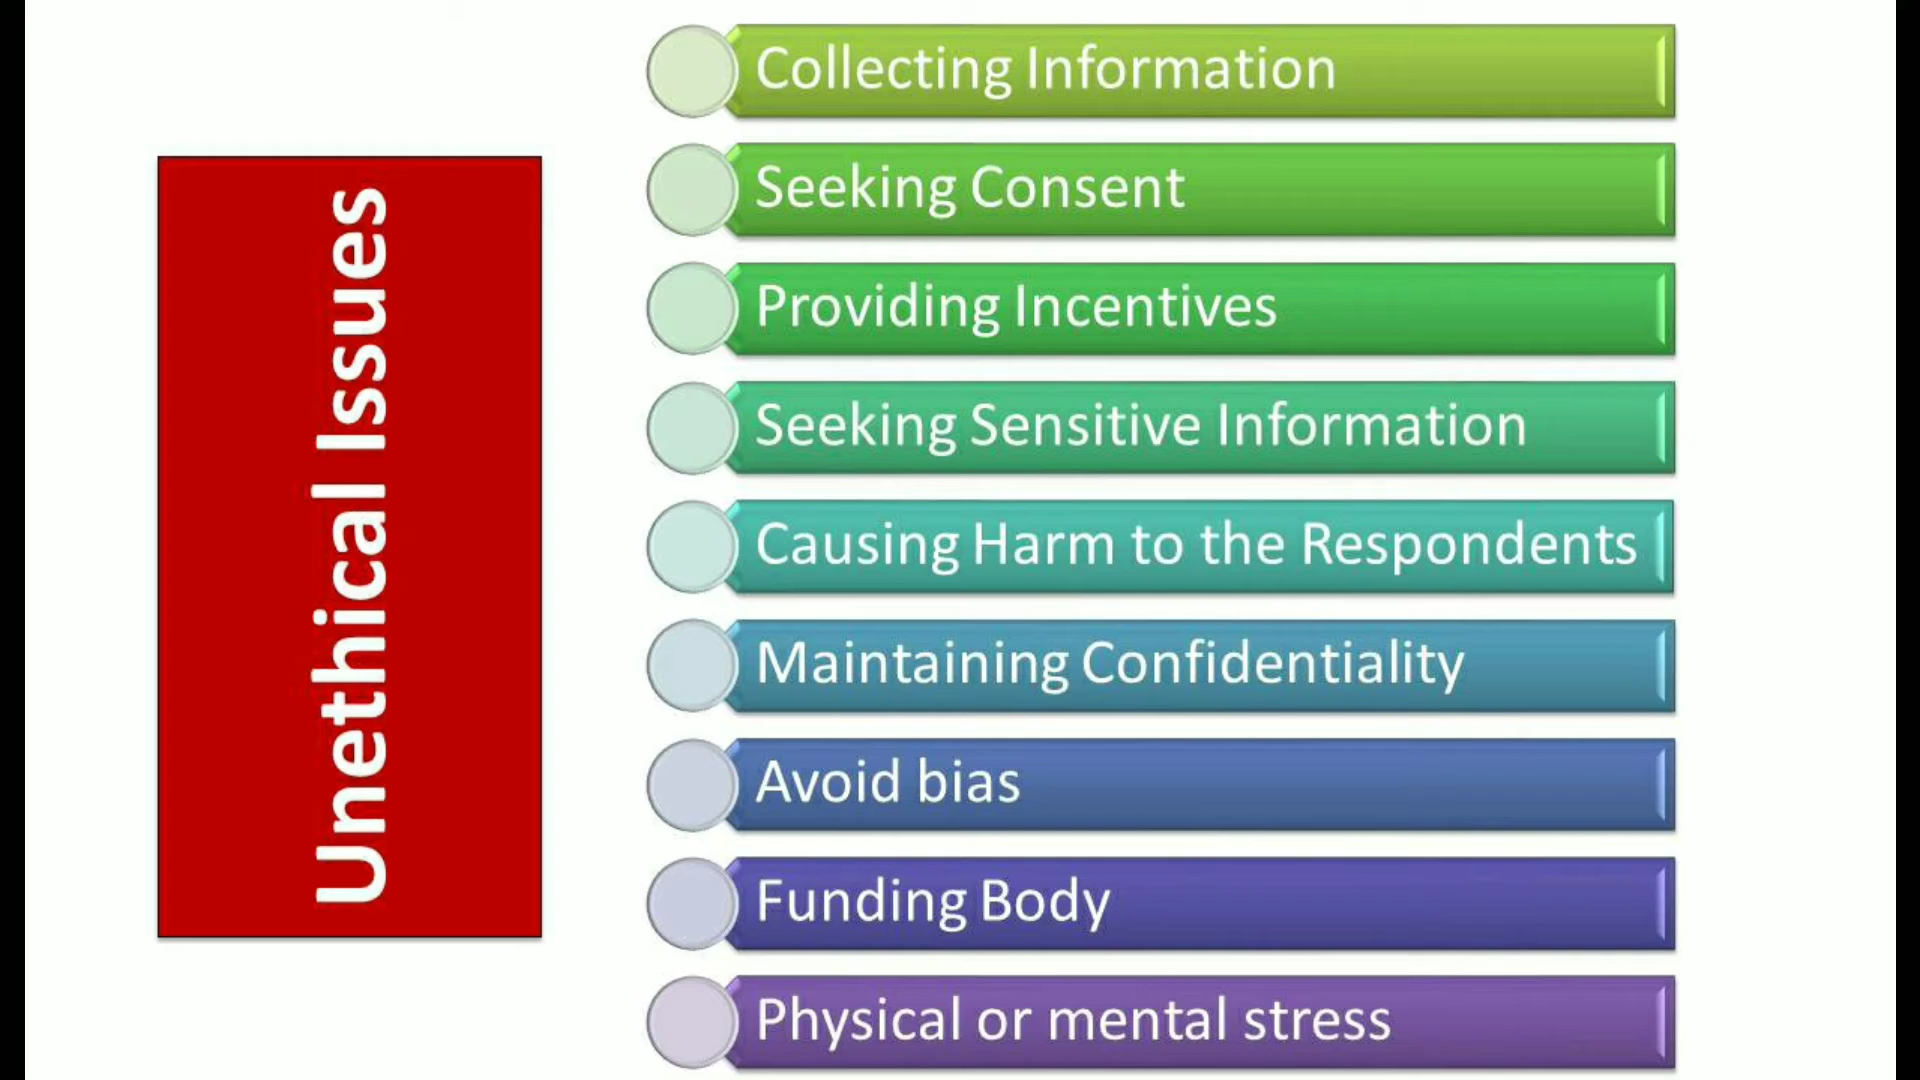 Unethical Issues
Collecting Information
Seeking Consent
Providing Incentives
Seeking Sensitive Information
Causing Harm to the Respondents
Maintaining Confidentiality
Avoid bias
Funding Body
Physical or mental stress